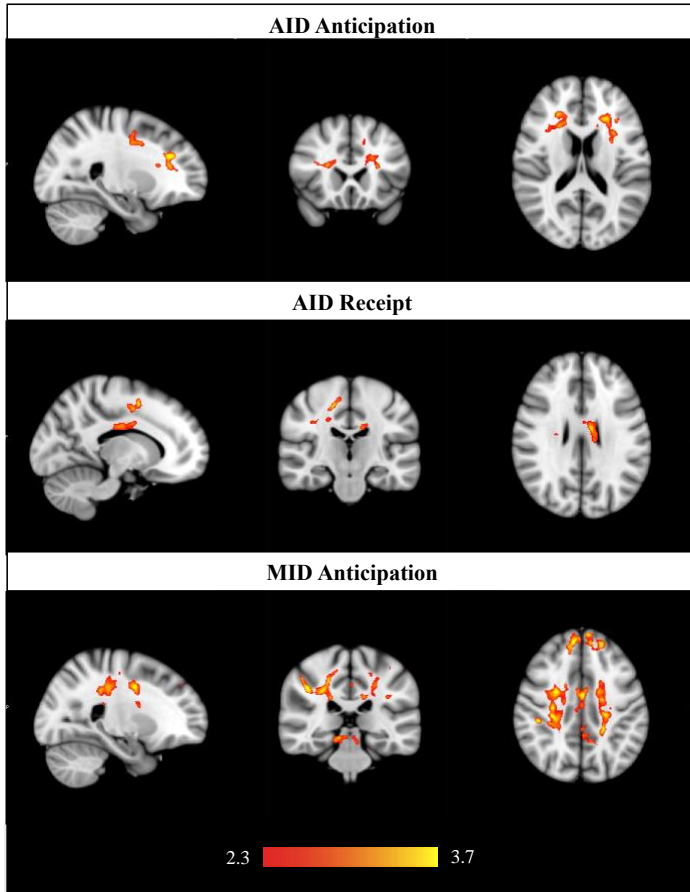 AID Anticipation
AID Receipt
MID Anticipation
2.3
3.7